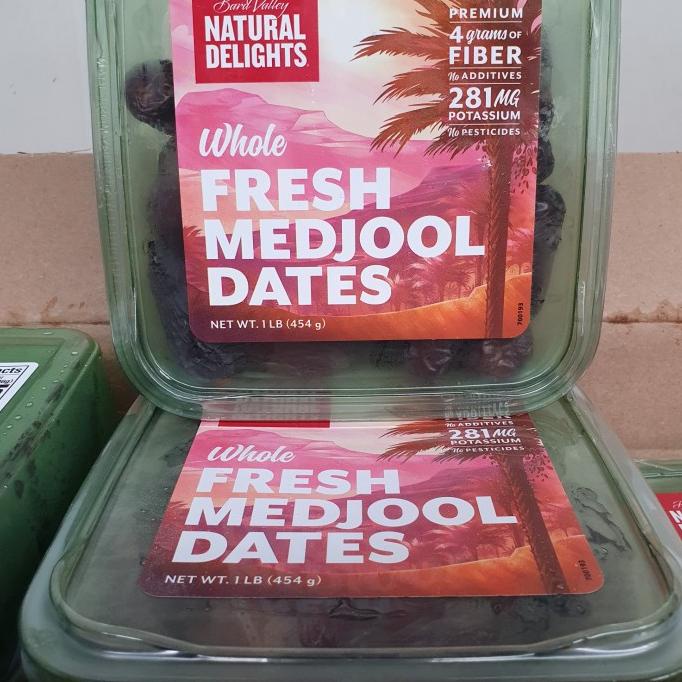 Bard Valley
NATURAL
DELIGHTS
PREMIUM
4 grams OF
FIBER
No ADDITIVES
281 MG
POTASSIUM
No PESTICIDES
Whole
FRESH
MEDJOOL
DATES
NET WT. 1 LB (454 g)
700193
No ADDITIVES
281 MG
POTASSIUM
No PESTICIDES
Whole
FRESH
MEDJOOL
DATES
NET WT. 1 LB (454 g)
700193